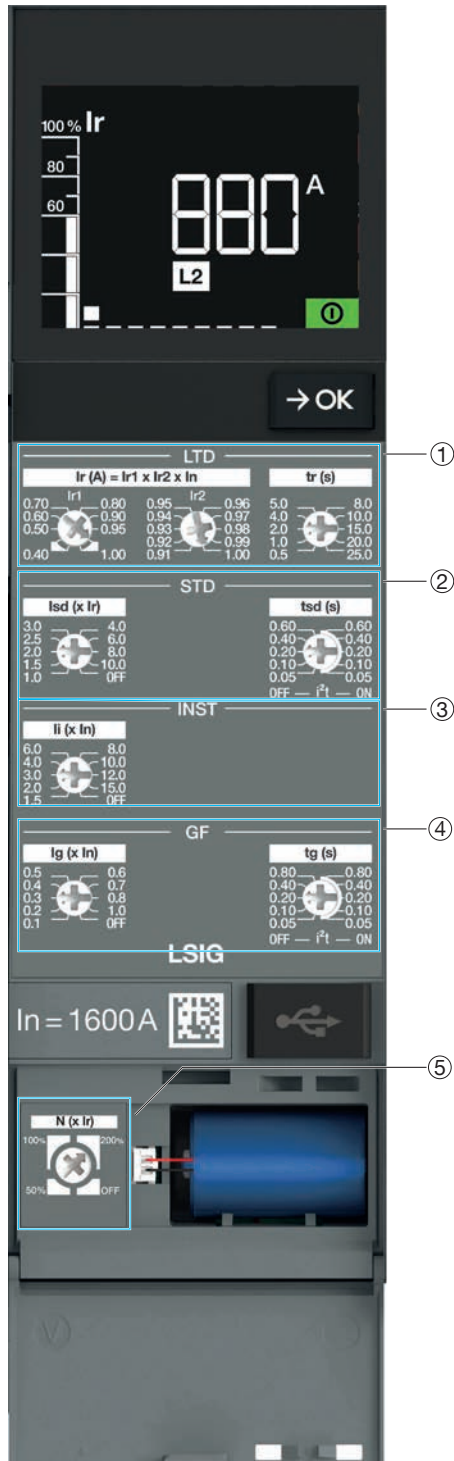 100 % Ir
80
60
880 A
L2
→ OK
①
LTD
Ir (A) = Ir1 x Ir2 x In tr (s)
Ir1 Ir2
0.70 0.80 0.95 0.96 5.0 8.0
0.60 0.90 0.94 0.97 4.0 10.0
0.50 0.95 0.93 0.98 2.0 15.0
0.92 0.99 1.0 20.0
0.40 1.00 0.91 1.00 0.5 25.0
②
STD
Isd (x Ir) tsd (s)
3.0 4.0 0.60 0.60
2.5 6.0 0.40 0.40
2.0 8.0 0.20 0.20
1.5 10.0 0.10 0.10
1.0 OFF 0.05 0.05
OFF — i²t — ON
③
INST
Ii (x In)
6.0 8.0
4.0 10.0
3.0 12.0
2.0 15.0
1.5 OFF
④
GF
Ig (x In) tg (s)
0.5 0.6 0.80 0.80
0.4 0.7 0.40 0.40
0.3 0.8 0.20 0.20
0.2 1.0 0.10 0.10
0.1 OFF 0.05 0.05
OFF — i²t — ON
LSIG
In = 1600 A
⑤
N (x Ir)
100% 200%
50% OFF